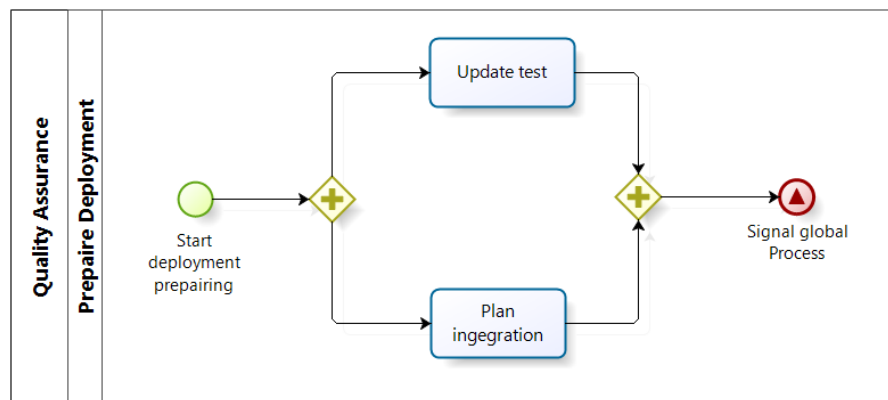 Quality Assurance
Prepaire Deployment
Start
deployment
prepairing
Update test
Plan
ingegration
Signal global
Process